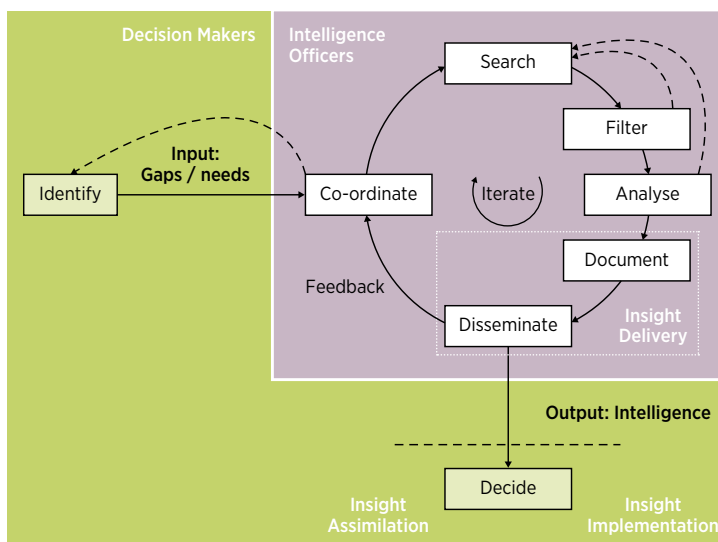 Decision Makers
Intelligence
Officers
Search
Filter
Input:
Gaps / needs
Identify
Co-ordinate
Iterate
Analyse
Document
Feedback
Disseminate
Insight
Delivery
Output: Intelligence
Decide
Insight
Assimilation
Insight
Implementation